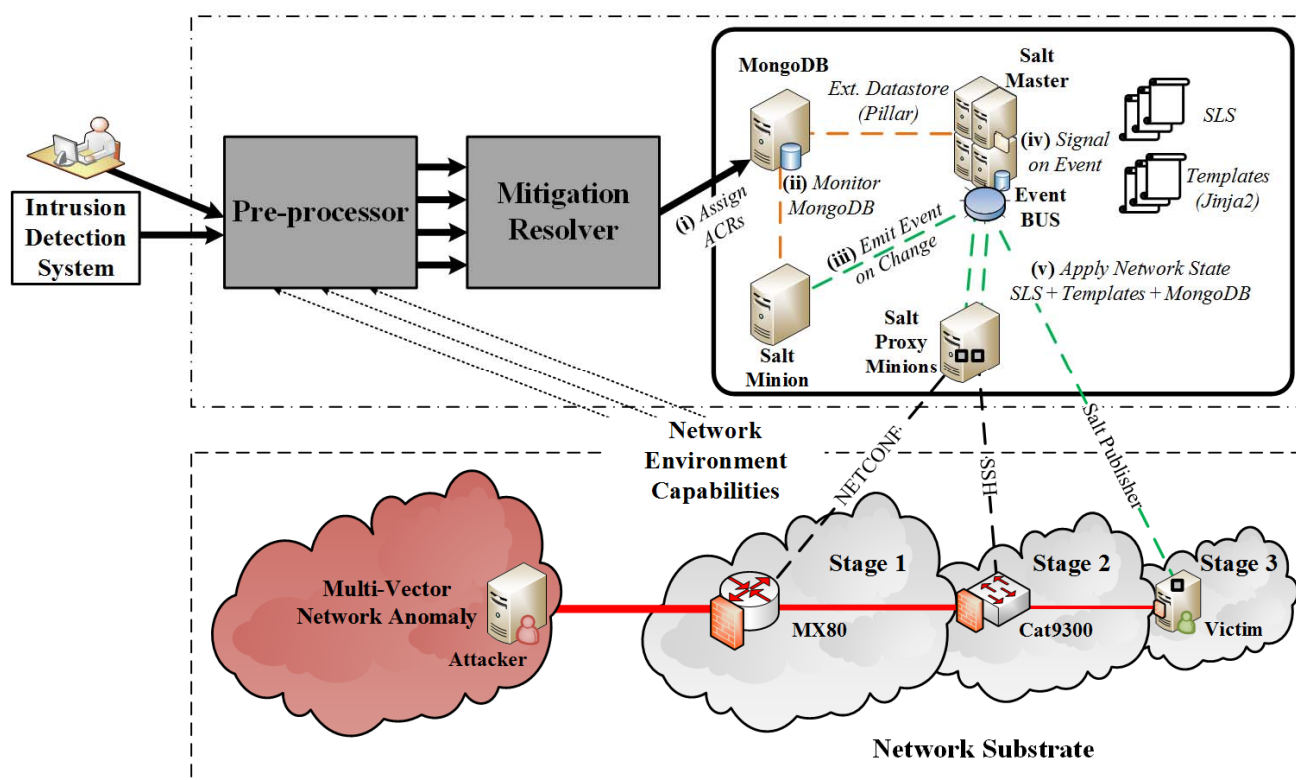 Intrusion
Detection
System
Pre-processor
Mitigation
Resolver
(i) Assign
ACRs
MongoDB
Ext. Datastore
(Pillar)
Salt
Master
(ii) Monitor
MongoDB
(iii) Emit Event
on Change
Salt
Minion
(iv) Signal
on Event
Event
BUS
SLS
Templates
(Jinja2)
(v) Apply Network State
SLS + Templates + MongoDB
Salt
Proxy
Minions
Network
Environment
Capabilities
NETCONF
SSH
Salt Publisher
Multi-Vector
Network Anomaly
Attacker
Stage 1
MX80
Stage 2
Cat9300
Stage 3
Victim
Network Substrate